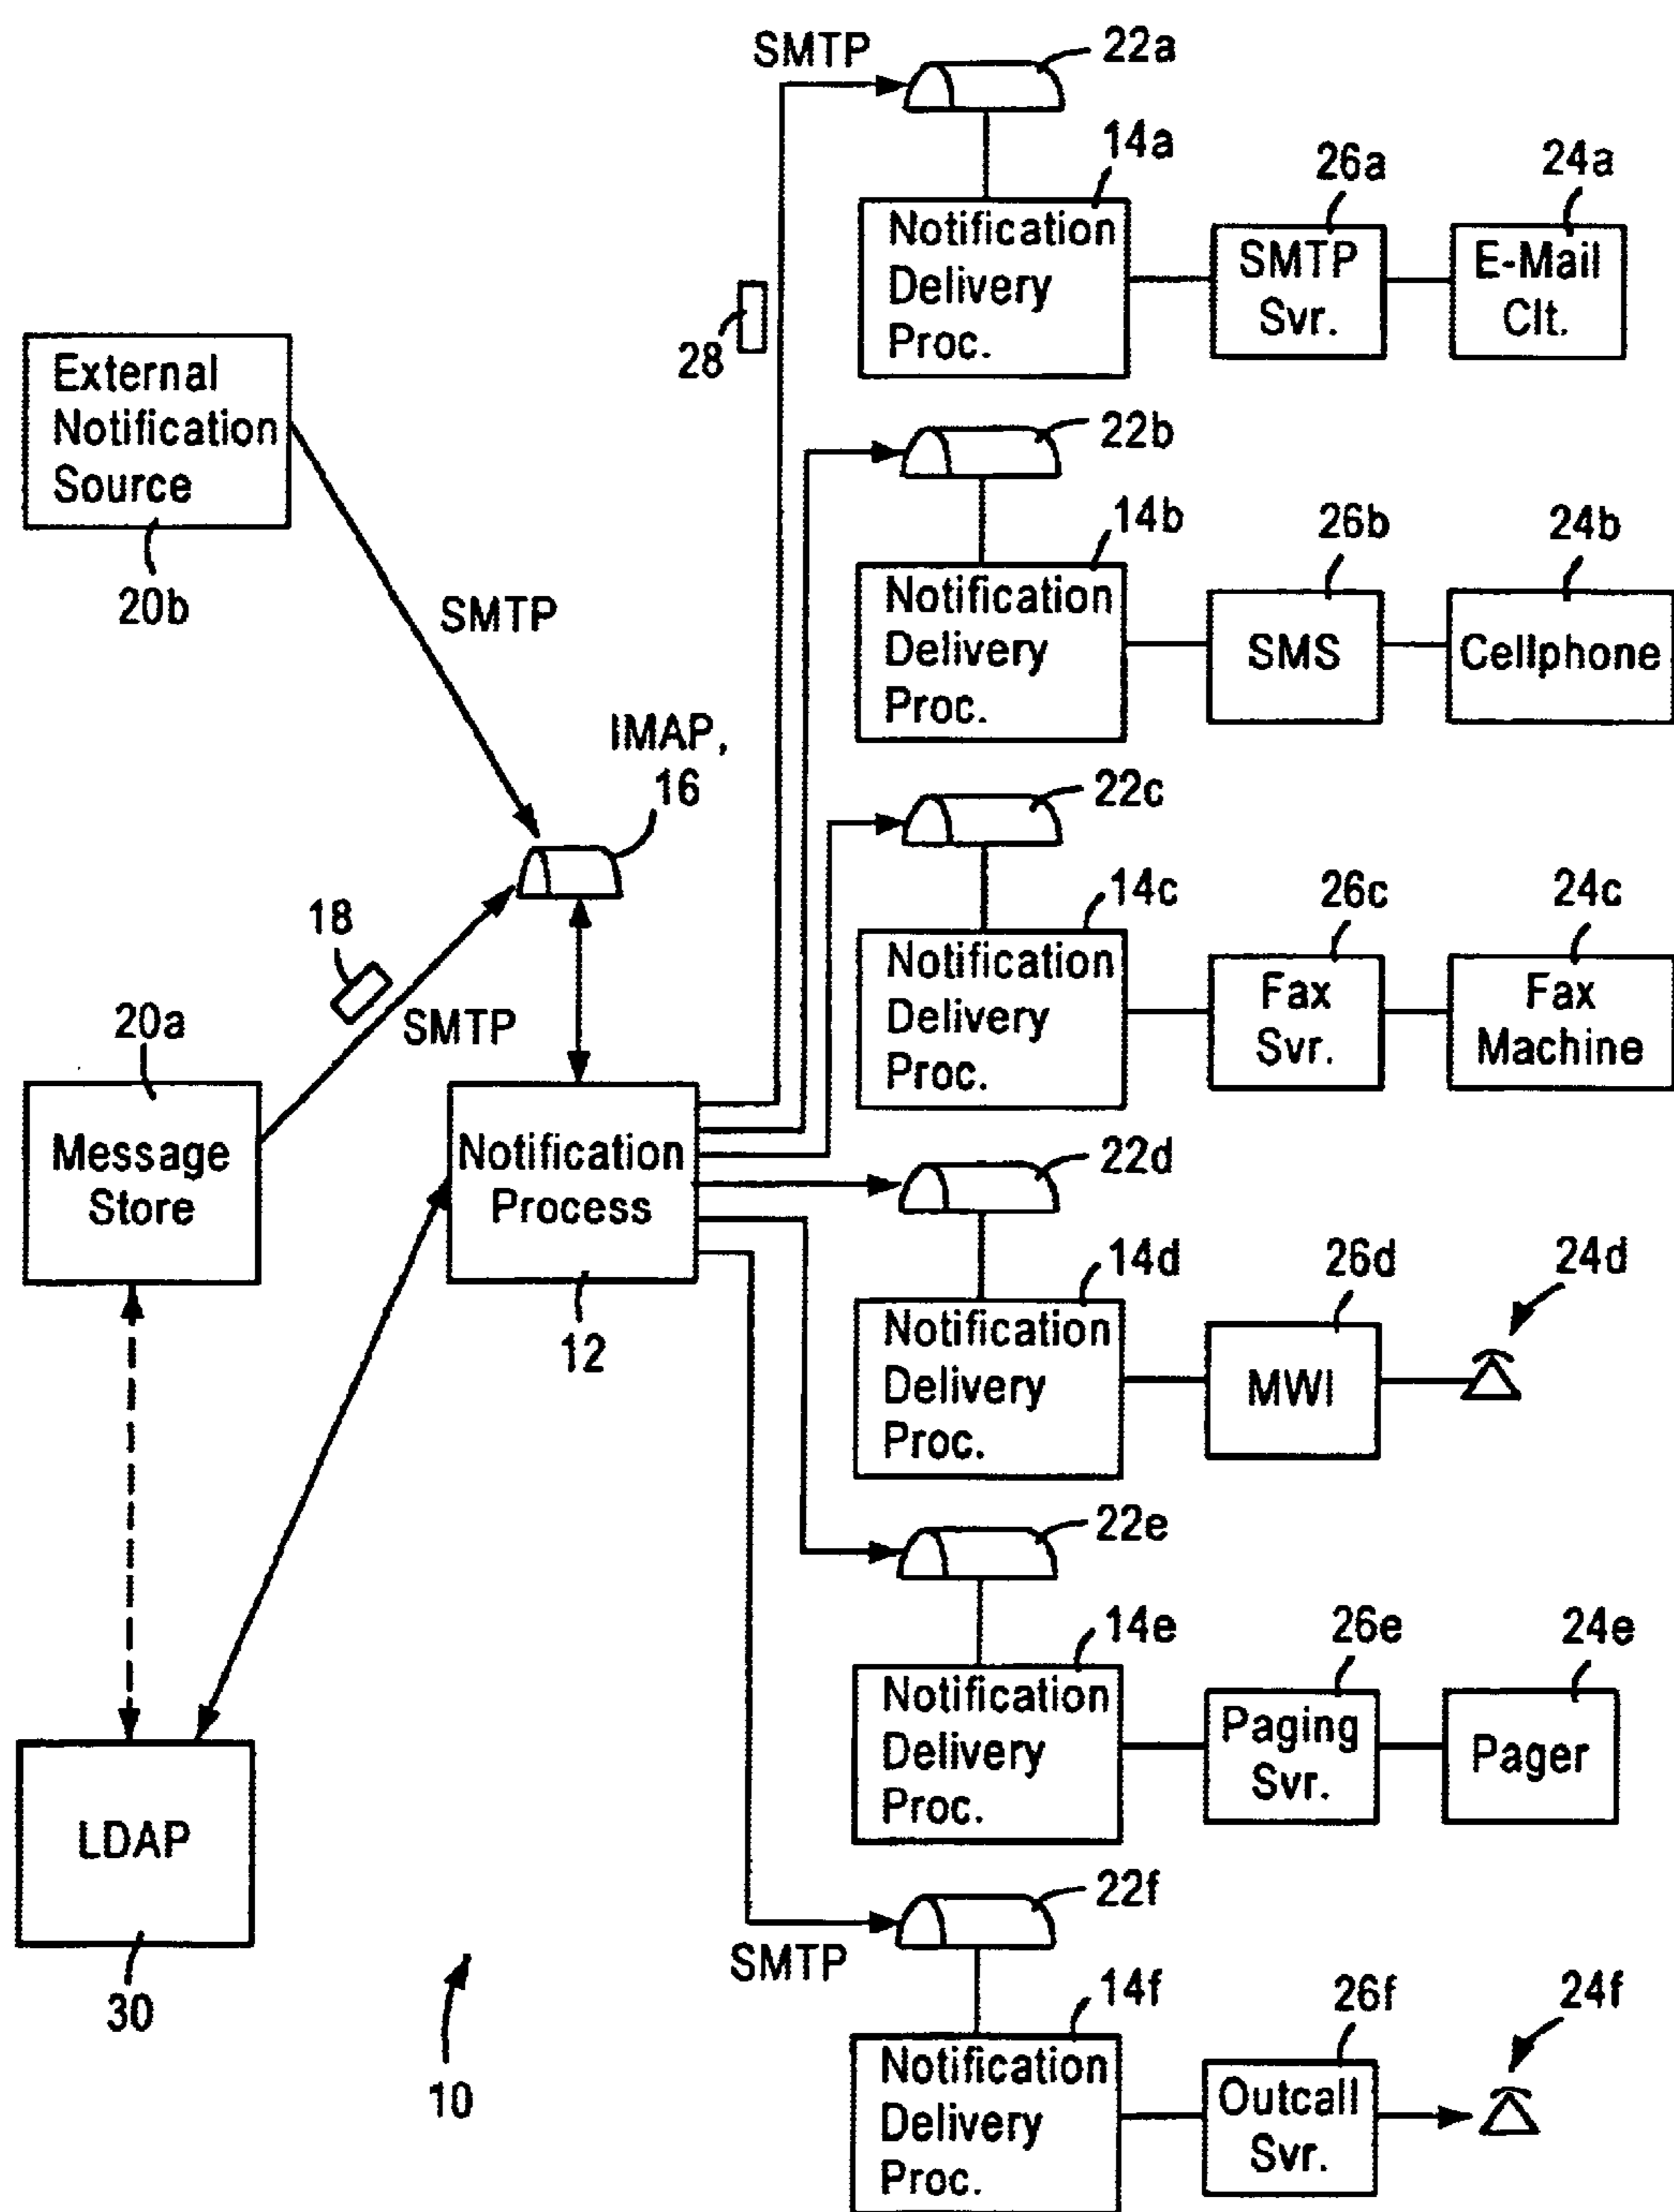 SMTP
22a
14a
26a
24a
Notification
Delivery
Proc.
SMTP
Svr.
E-Mail
Clt.
28
External
Notification
Source
20b
SMTP
22b
14b
26b
24b
Notification
Delivery
Proc.
SMS
Cellphone
IMAP,
16
22c
14c
26c
24c
Notification
Delivery
Proc.
Fax
Svr.
Fax
Machine
18
SMTP
20a
Message
Store
Notification
Process
12
22d
14d
26d
24d
Notification
Delivery
Proc.
MWI
22e
14e
26e
24e
Notification
Delivery
Proc.
Paging
Svr.
Pager
LDAP
30
10
SMTP
22f
14f
26f
24f
Notification
Delivery
Proc.
Outcall
Svr.